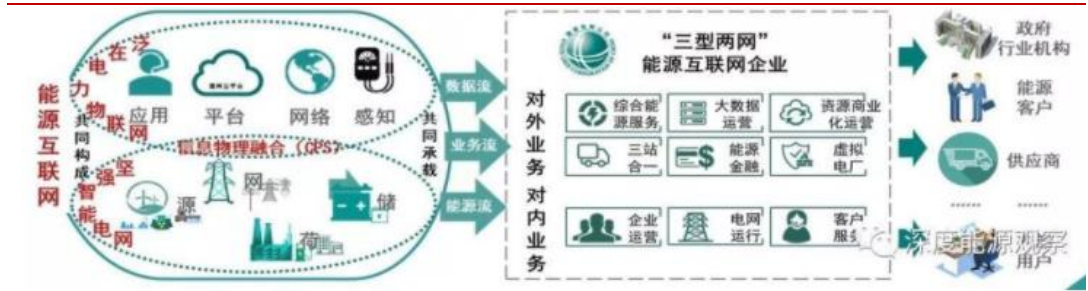 能源互联网
泛在电力物联网
应用
平台
网络
感知
共同构成
信息物理融合（CPS）
共同承载
坚强智能电网
源
网
荷
储
数据流
业务流
能源流
“三型两网”
能源互联网企业
对外业务
综合能
源服务
大数据
运营
资源商业
化运营
三站
合一
能源
金融
虚拟
电厂
对内业务
企业
运营
电网
运行
客户
服务
政府
行业机构
能源
客户
供应商
......
......
用户
深度能源观察